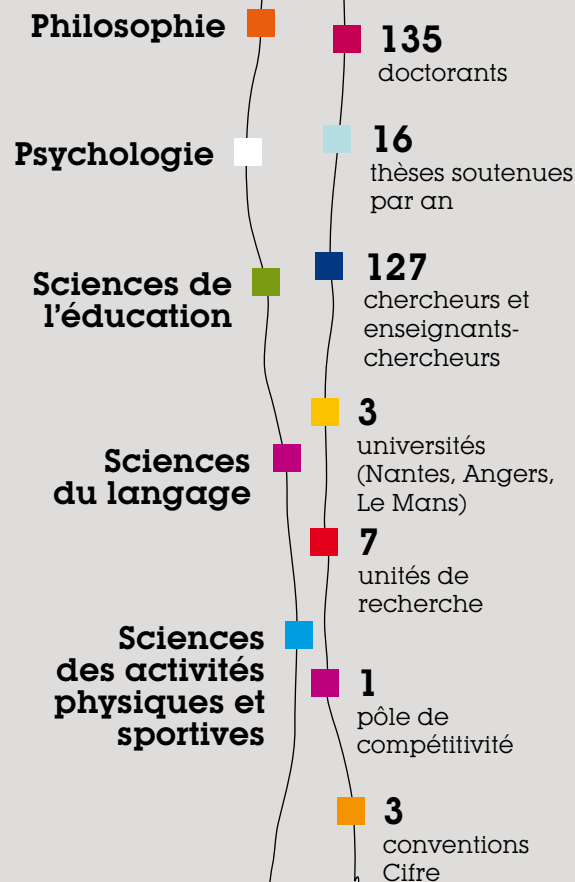 Philosophie
Psychologie
Sciences de
l'éducation
Sciences
du langage
Sciences
des activités
physiques et
sportives
135
doctorants
16
thèses soutenues
par an
127
chercheurs et
enseignants-
chercheurs
3
universités
(Nantes, Angers,
Le Mans)
7
unités de
recherche
1
pôle de
compétitivité
3
conventions
Cifre